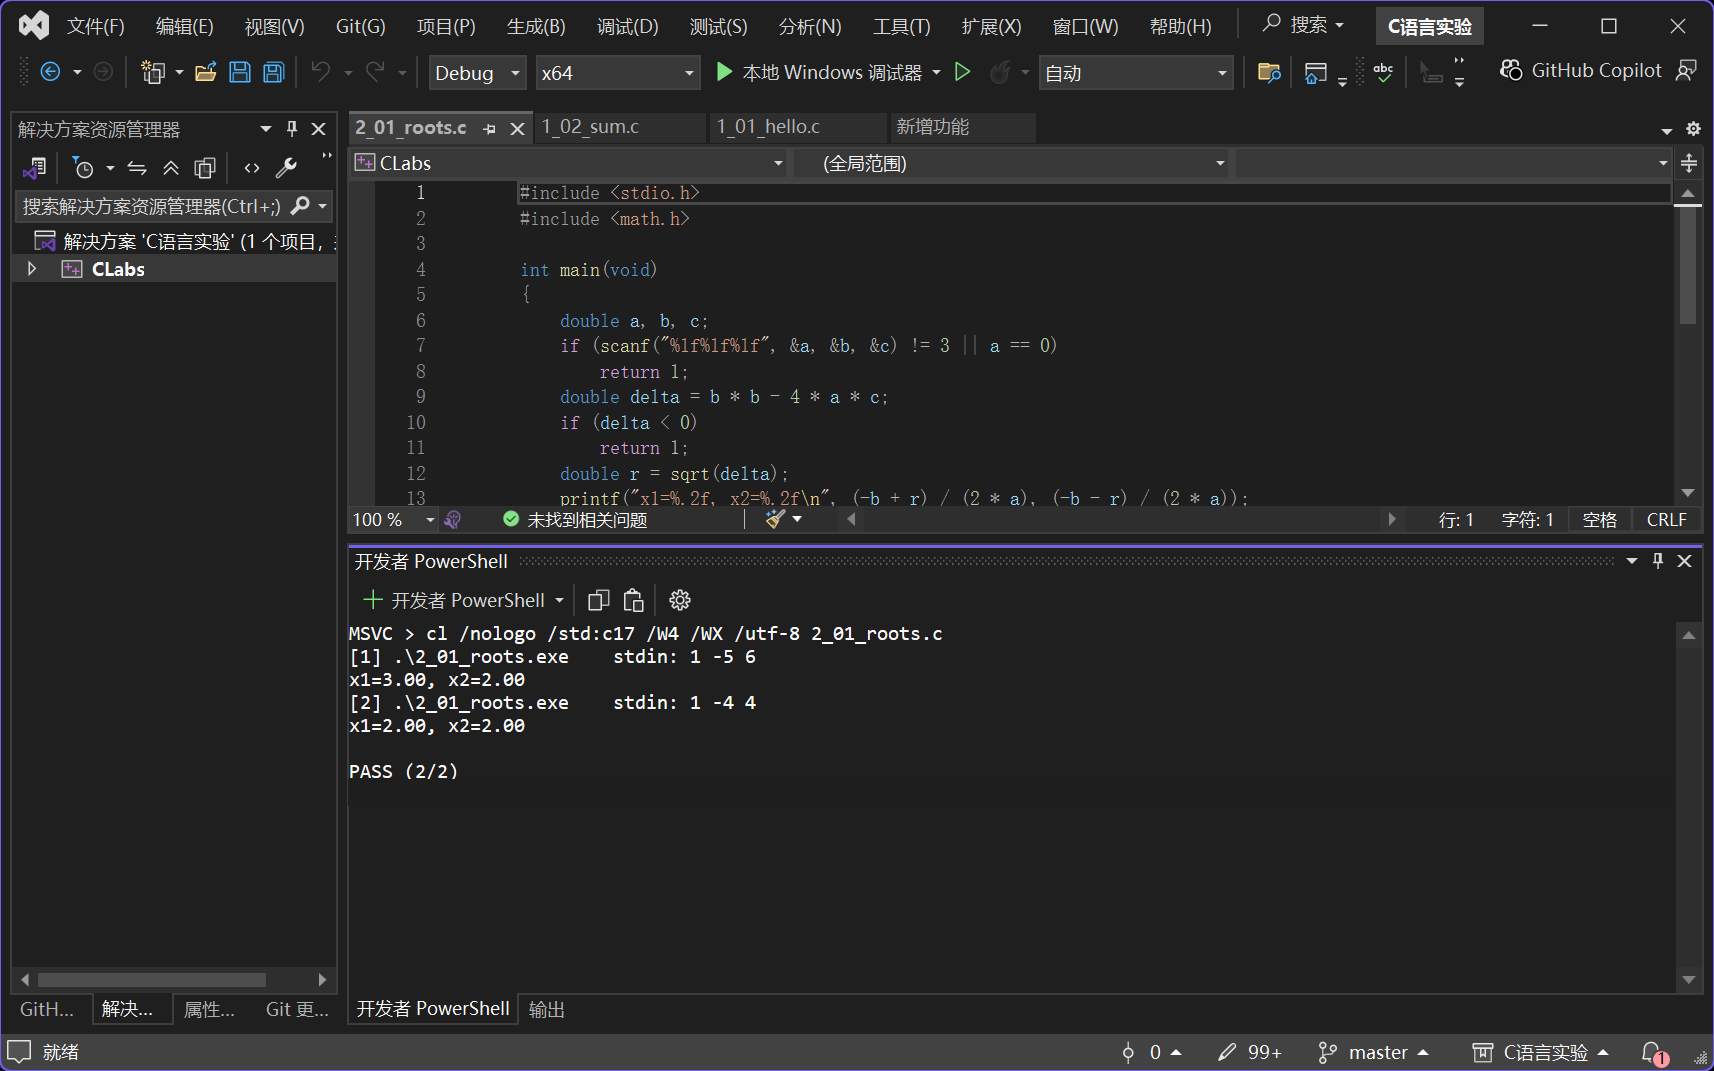 文件(F) 编辑(E) 视图(V) Git(G) 项目(P) 生成(B) 调试(D) 测试(S) 分析(N) 工具(T) 扩展(X) 窗口(W) 帮助(H) 搜索 C语言实验
Debug x64 本地 Windows 调试器 自动 GitHub Copilot
解决方案资源管理器
搜索解决方案资源管理器(Ctrl+;)
解决方案 'C语言实验' (1 个项目,
CLabs
2_01_roots.c 1_02_sum.c 1_01_hello.c 新增功能
CLabs (全局范围)
1 #include <stdio.h>
2 #include <math.h>
3
4 int main(void)
5 {
6 double a, b, c;
7 if (scanf("%lf%lf%lf", &a, &b, &c) != 3 || a == 0)
8 return 1;
9 double delta = b * b - 4 * a * c;
10 if (delta < 0)
11 return 1;
12 double r = sqrt(delta);
13 printf("x1=%.2f, x2=%.2f\n", (-b + r) / (2 * a), (-b - r) / (2 * a));
100 % 未找到相关问题 行: 1 字符: 1 空格 CRLF
开发者 PowerShell
开发者 PowerShell
MSVC > cl /nologo /std:c17 /W4 /WX /utf-8 2_01_roots.c
[1] .\2_01_roots.exe stdin: 1 -5 6
x1=3.00, x2=2.00
[2] .\2_01_roots.exe stdin: 1 -4 4
x1=2.00, x2=2.00
PASS (2/2)
GitH... 解决... 属性... Git 更...
开发者 PowerShell 输出
就绪 0 99+ master C语言实验 1